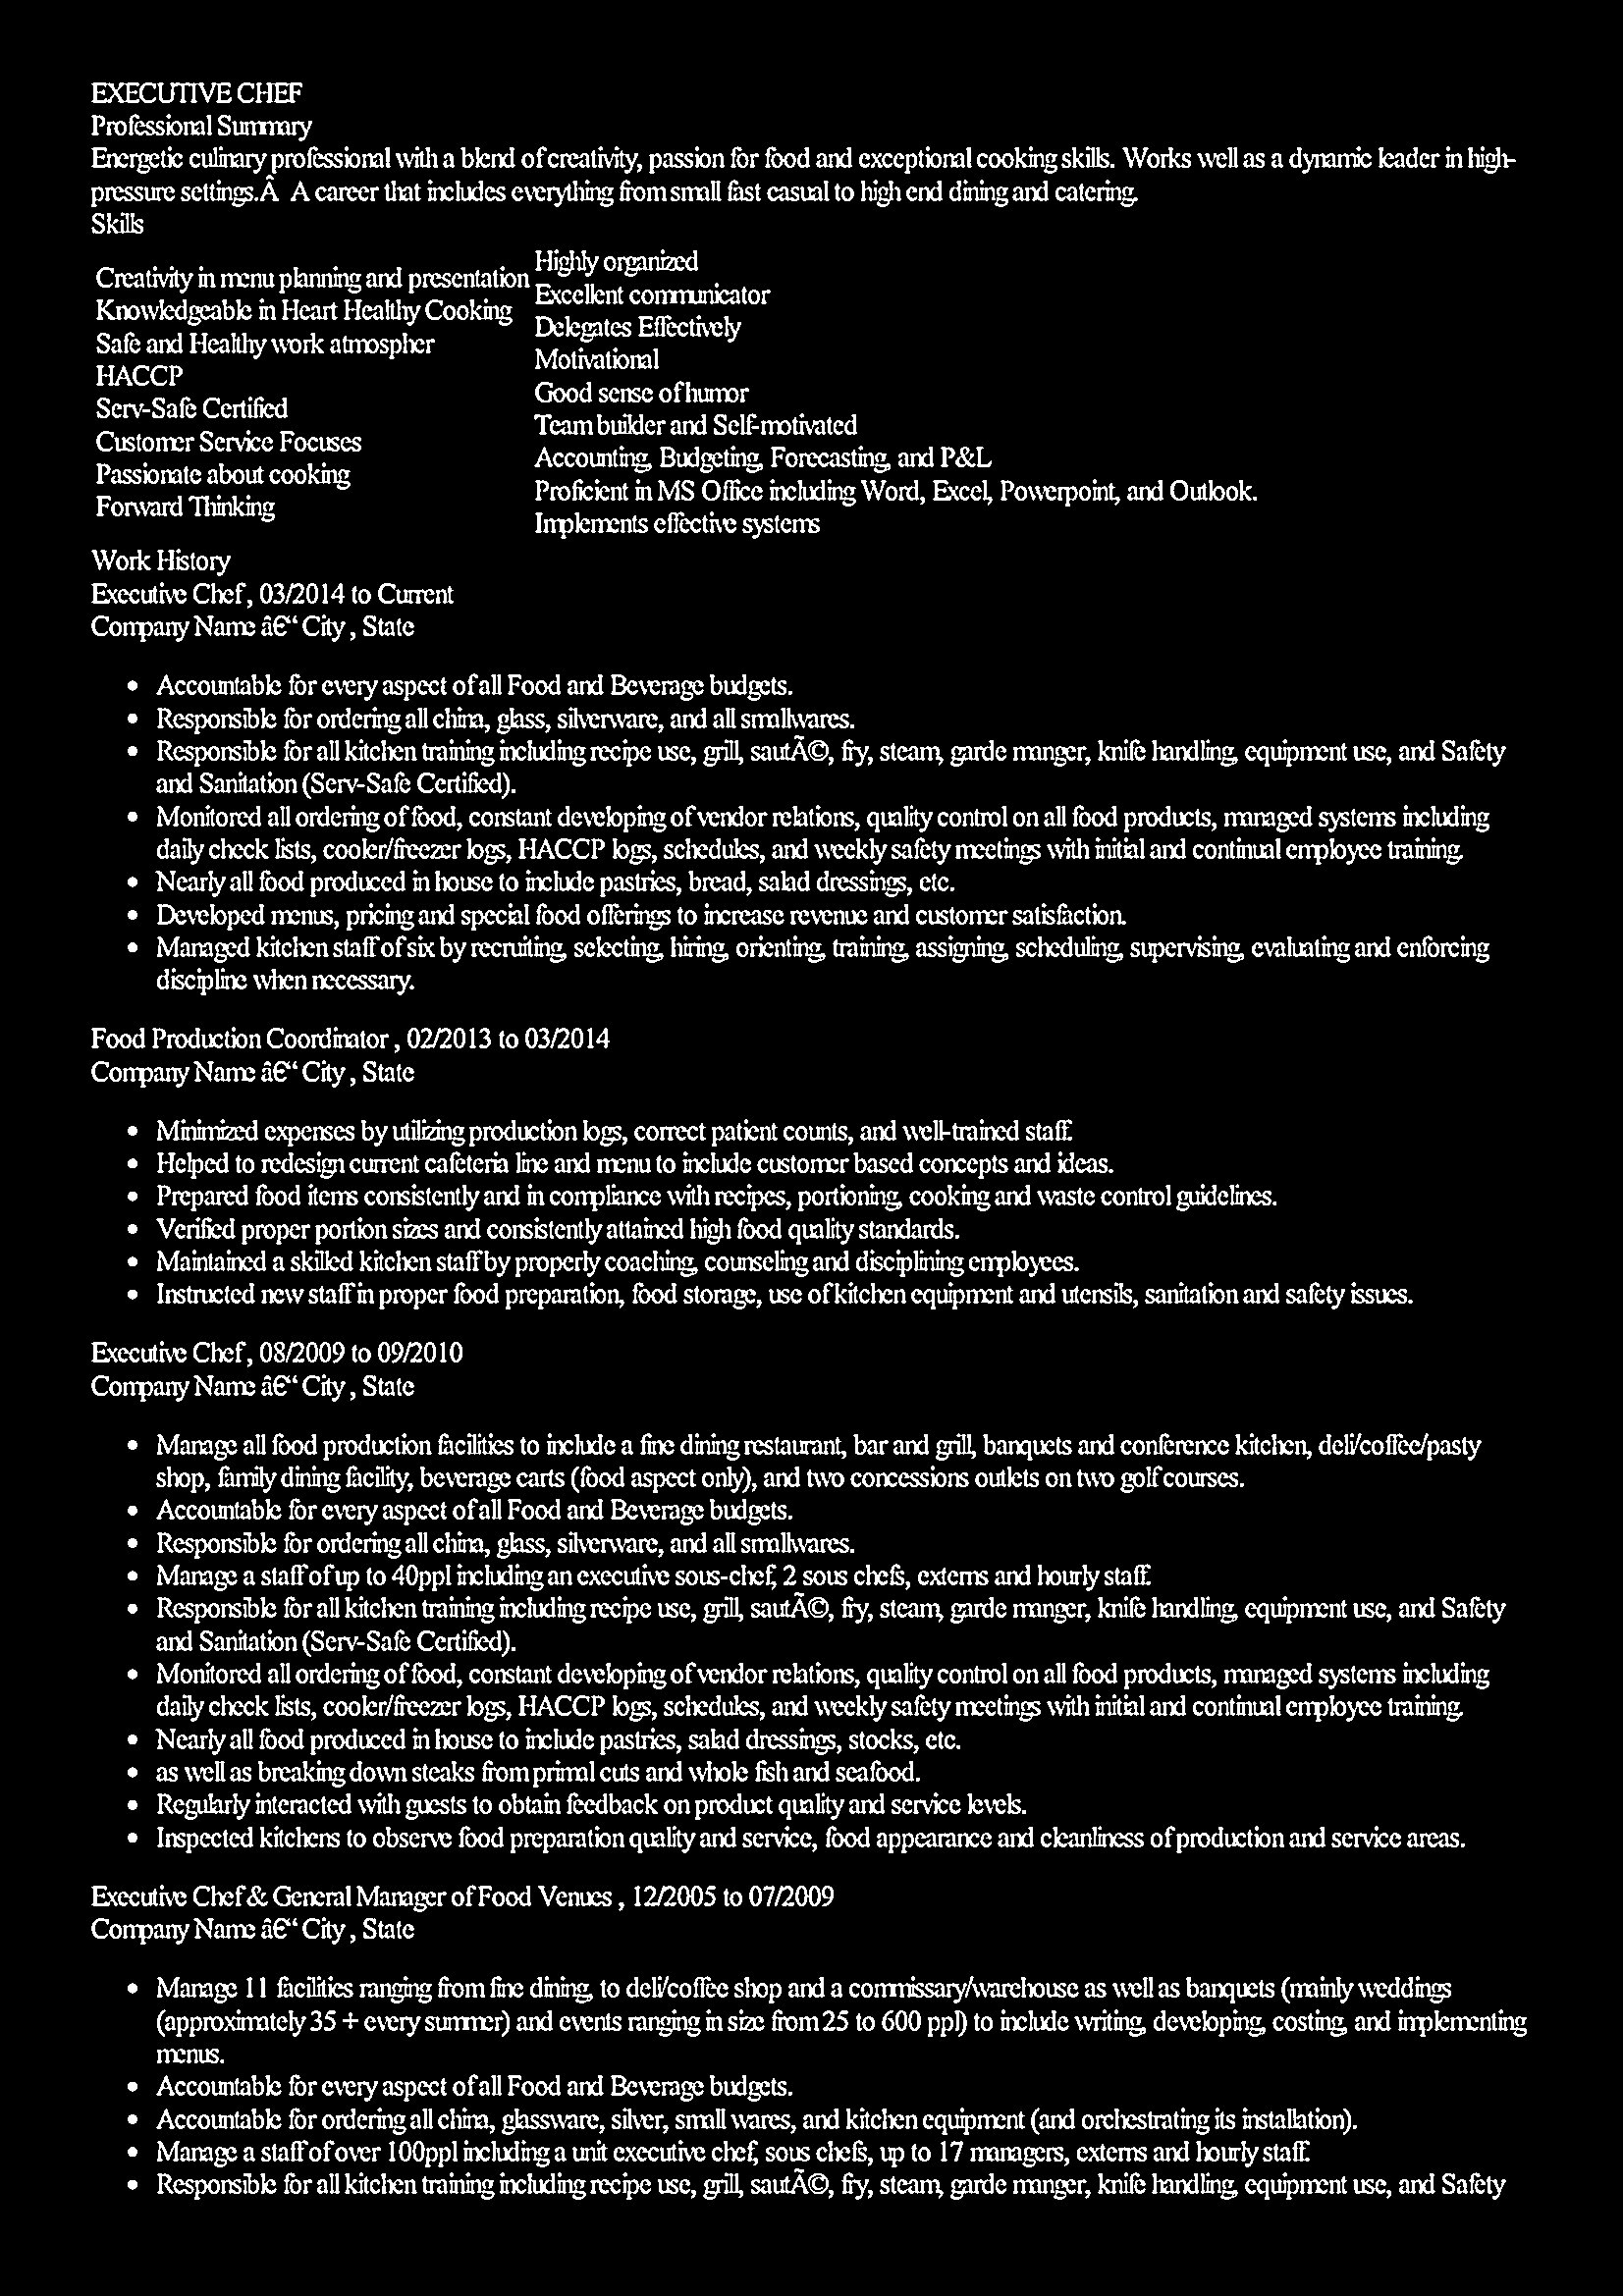 EXECUTIVE CHEF
Professional Summary
Energetic culinary professional with a blend of creativity, passion for food and exceptional cooking skills. Works well as a dynamic leader in high-
pressure settings.Â  A career that includes everything from small fast casual to high end dining and catering.
Skills
Creativity in menu planning and presentation
Knowledgeable in Heart Healthy Cooking
Safe and Healthy work atmospher
HACCP
Serv-Safe Certified
Customer Service Focuses
Passionate about cooking
Forward Thinking
Highly organized
Excellent communicator
Delegates Effectively
Motivational
Good sense of humor
Team builder and Self-motivated
Accounting, Budgeting, Forecasting, and P&L
Proficient in MS Office including Word, Excel, Powerpoint, and Outlook.
Implements effective systems
Work History
Executive Chef , 03/2014 to Current
Company Name â€“ City , State
• Accountable for every aspect of all Food and Beverage budgets.
• Responsible for ordering all china, glass, silverware, and all smallwares.
• Responsible for all kitchen training including recipe use, grill, sautÃ©, fry, steam, garde manger, knife handling, equipment use, and Safety
and Sanitation (Serv-Safe Certified).
• Monitored all ordering of food, constant developing of vendor relations, quality control on all food products, managed systems including
daily check lists, cooler/freezer logs, HACCP logs, schedules, and weekly safety meetings with initial and continual employee training.
• Nearly all food produced in house to include pastries, bread, salad dressings, etc.
• Developed menus, pricing and special food offerings to increase revenue and customer satisfaction.
• Managed kitchen staff of six by recruiting, selecting, hiring, orienting, training, assigning, scheduling, supervising, evaluating and enforcing
discipline when necessary.
Food Production Coordinator , 02/2013 to 03/2014
Company Name â€“ City , State
• Minimized expenses by utilizing production logs, correct patient counts, and well-trained staff.
• Helped to redesign current cafeteria line and menu to include customer based concepts and ideas.
• Prepared food items consistently and in compliance with recipes, portioning, cooking and waste control guidelines.
• Verified proper portion sizes and consistently attained high food quality standards.
• Maintained a skilled kitchen staff by properly coaching, counseling and disciplining employees.
• Instructed new staff in proper food preparation, food storage, use of kitchen equipment and utensils, sanitation and safety issues.
Executive Chef , 08/2009 to 09/2010
Company Name â€“ City , State
• Manage all food production facilities to include a fine dining restaurant, bar and grill, banquets and conference kitchen, deli/coffee/pasty
shop, family dining facility, beverage carts (food aspect only), and two concessions outlets on two golf courses.
• Accountable for every aspect of all Food and Beverage budgets.
• Responsible for ordering all china, glass, silverware, and all smallwares.
• Manage a staff of up to 40ppl including an executive sous-chef, 2 sous chefs, externs and hourly staff.
• Responsible for all kitchen training including recipe use, grill, sautÃ©, fry, steam, garde manger, knife handling, equipment use, and Safety
and Sanitation (Serv-Safe Certified).
• Monitored all ordering of food, constant developing of vendor relations, quality control on all food products, managed systems including
daily check lists, cooler/freezer logs, HACCP logs, schedules, and weekly safety meetings with initial and continual employee training.
• Nearly all food produced in house to include pastries, salad dressings, stocks, etc.
• as well as breaking down steaks from primal cuts and whole fish and seafood.
• Regularly interacted with guests to obtain feedback on product quality and service levels.
• Inspected kitchens to observe food preparation quality and service, food appearance and cleanliness of production and service areas.
Executive Chef & General Manager of Food Venues , 12/2005 to 07/2009
Company Name â€“ City , State
• Manage 11 facilities ranging from fine dining, to deli/coffee shop and a commissary/warehouse as well as banquets (mainly weddings
(approximately 35 + every summer) and events ranging in size from 25 to 600 ppl) to include writing, developing, costing, and implementing
menus.
• Accountable for every aspect of all Food and Beverage budgets.
• Accountable for ordering all china, glassware, silver, small wares, and kitchen equipment (and orchestrating its installation).
• Manage a staff of over 100ppl including a unit executive chef, sous chefs, up to 17 managers, externs and hourly staff.
• Responsible for all kitchen training including recipe use, grill, sautÃ©, fry, steam, garde manger, knife handling, equipment use, and Safety